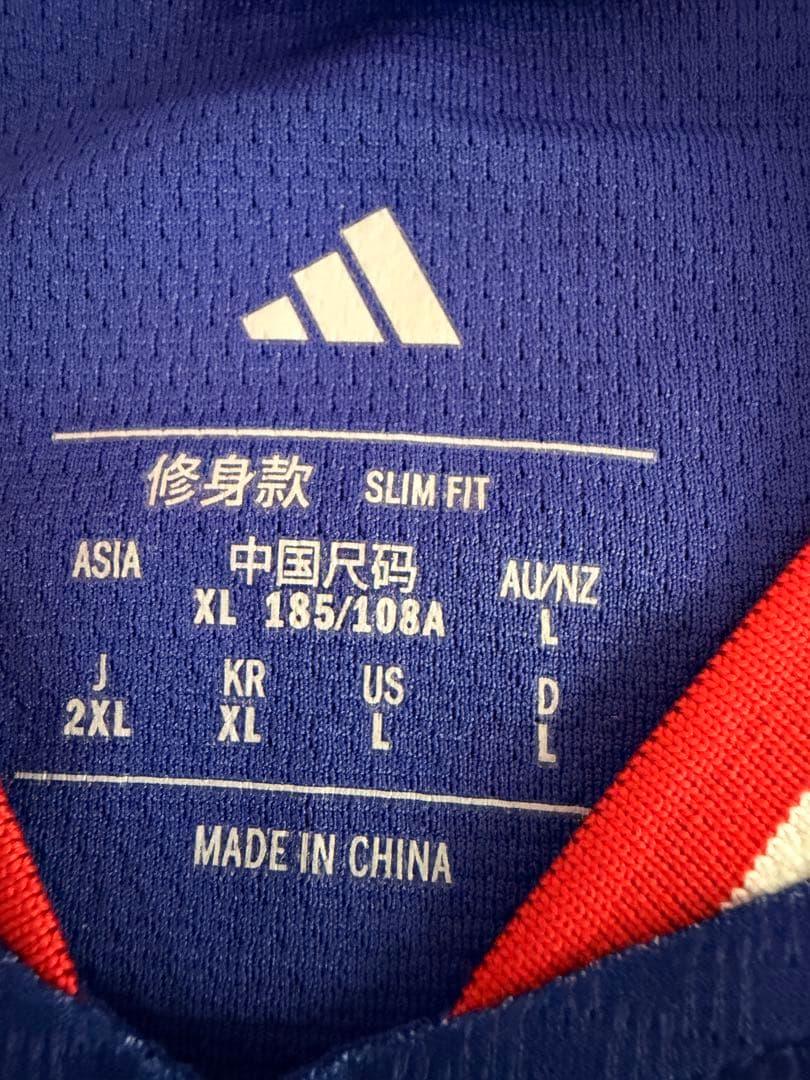 修身款 SLIM FIT
ASIA 中国尺码 AU/NZ
XL 185/108A L
J KR US D
2XL XL L L
MADE IN CHINA